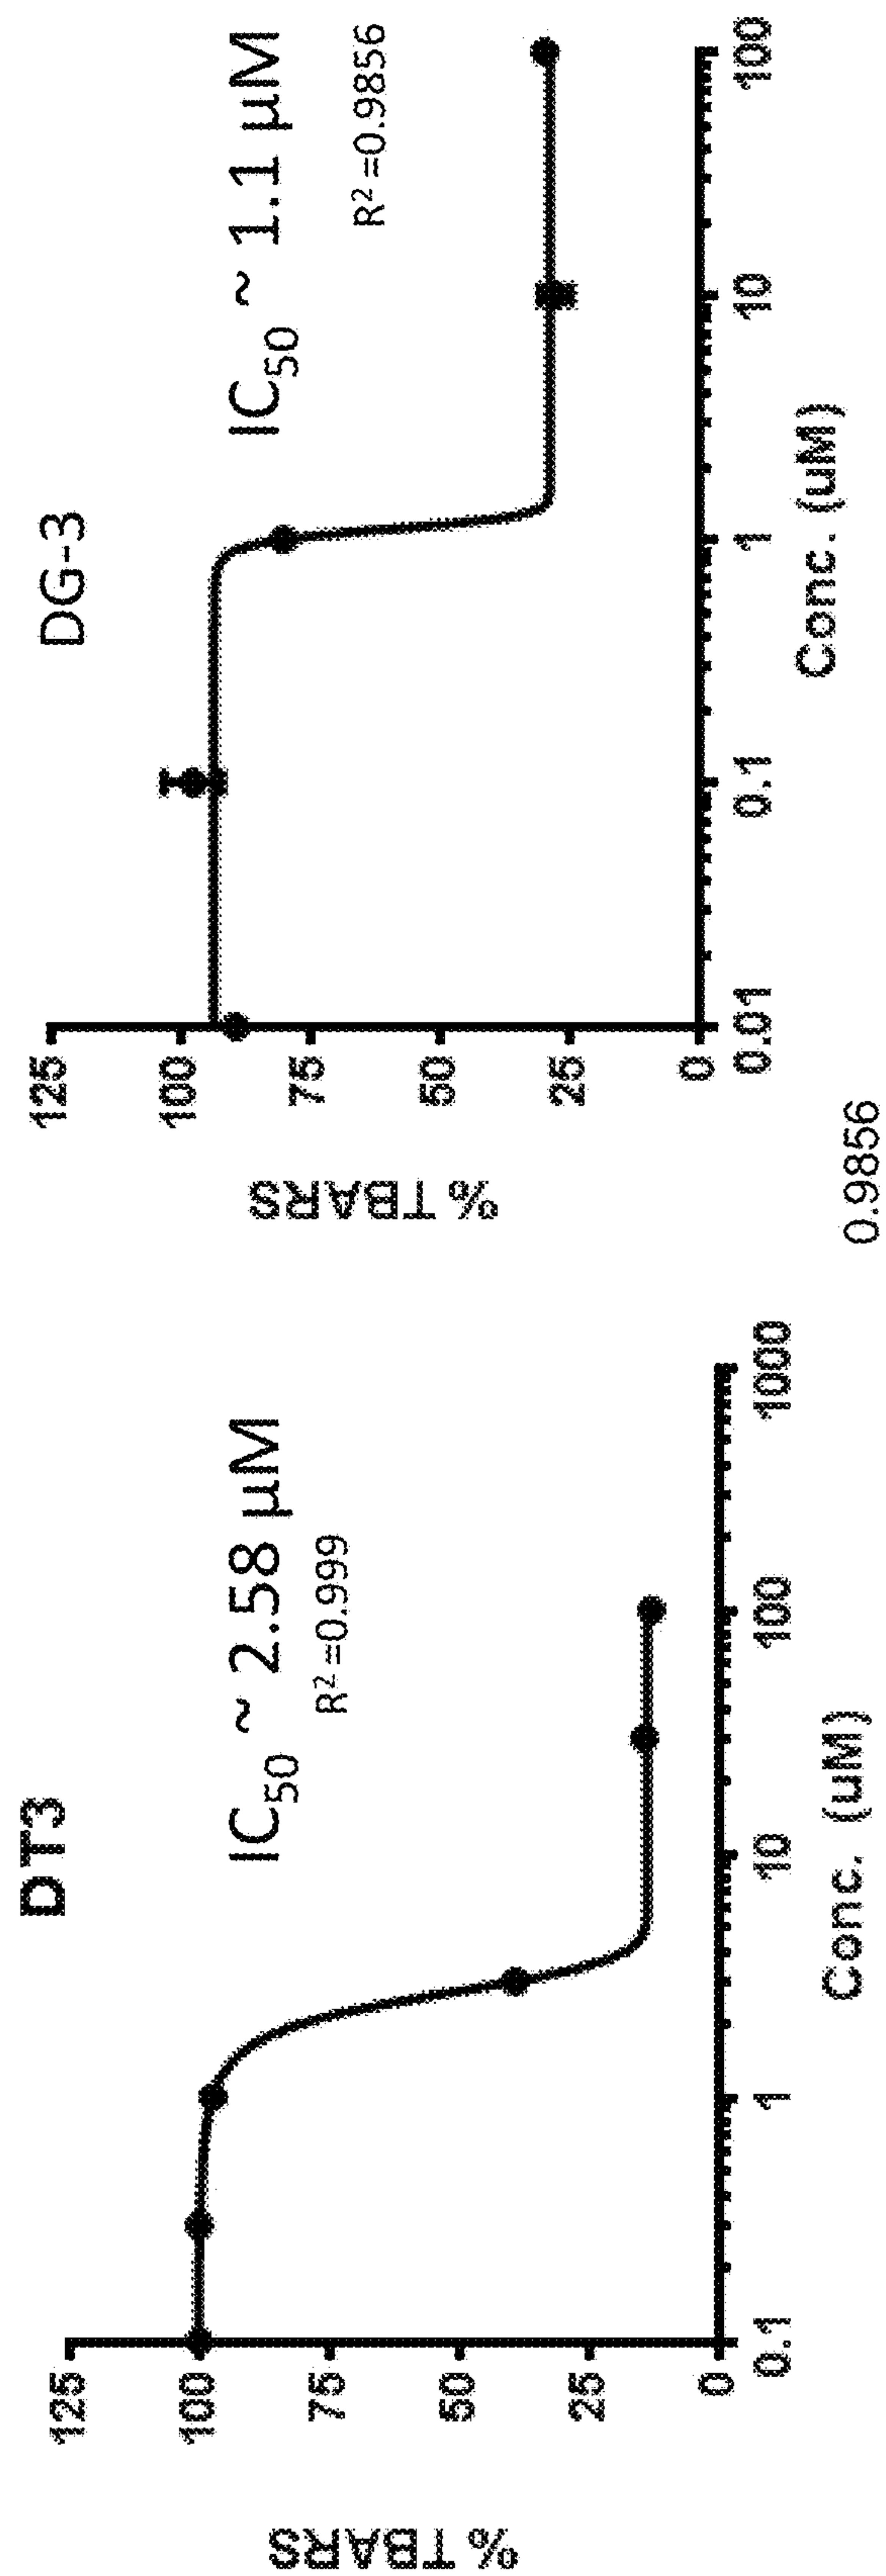 DT3
IC50 ~ 2.58 µM
R² =0.999
% TBARS
125
100
75
50
25
0
0.1
1
10
100
1000
Conc. (uM)
DG-3
IC50 ~ 1.1 µM
R² =0.9856
% TBARS
125
100
75
50
25
0
0.01
0.1
1
10
100
Conc. (uM)
0.9856